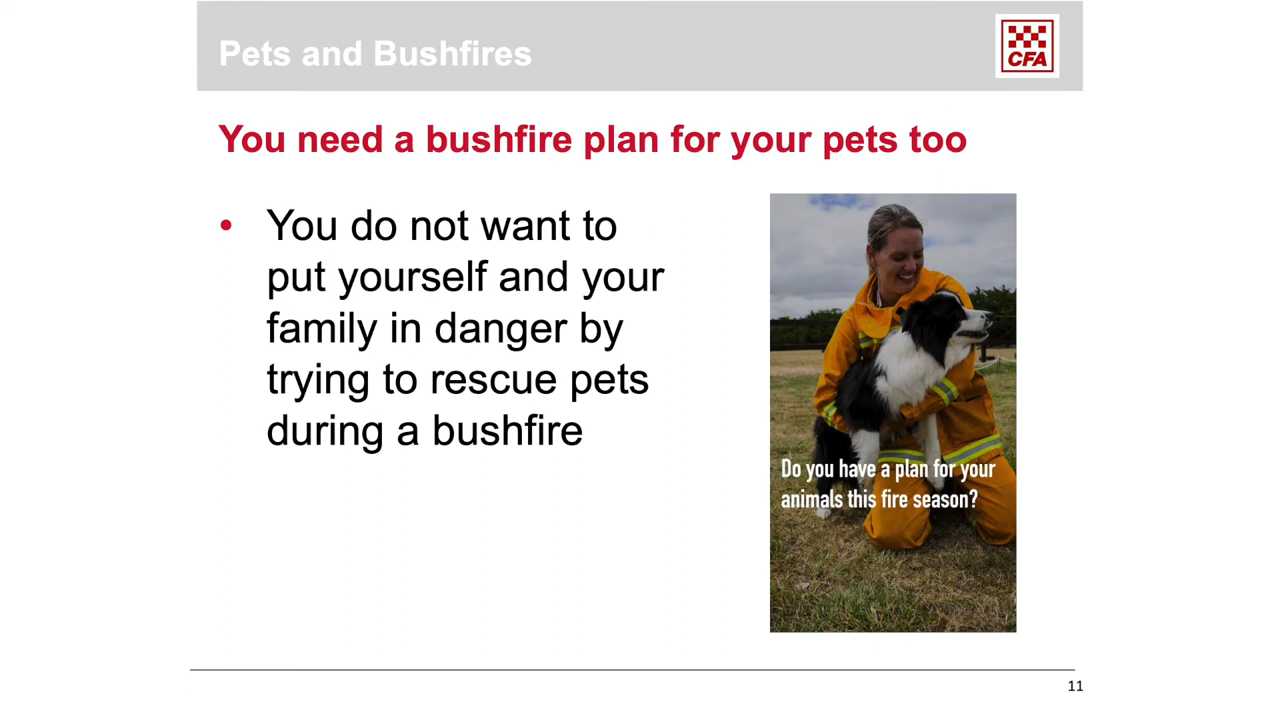 Pets and Bushfires
CFA
You need a bushfire plan for your pets too
• You do not want to
put yourself and your
family in danger by
trying to rescue pets
during a bushfire
Do you have a plan for your
animals this fire season?
11